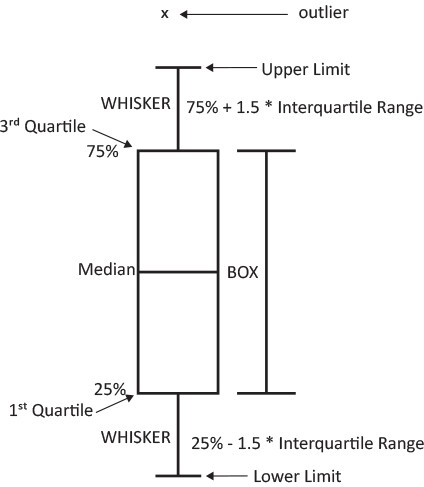 x
outlier
Upper Limit
WHISKER
75% + 1.5 * Interquartile Range
3rd Quartile
75%
Median
BOX
25%
1st Quartile
WHISKER
25% - 1.5 * Interquartile Range
Lower Limit